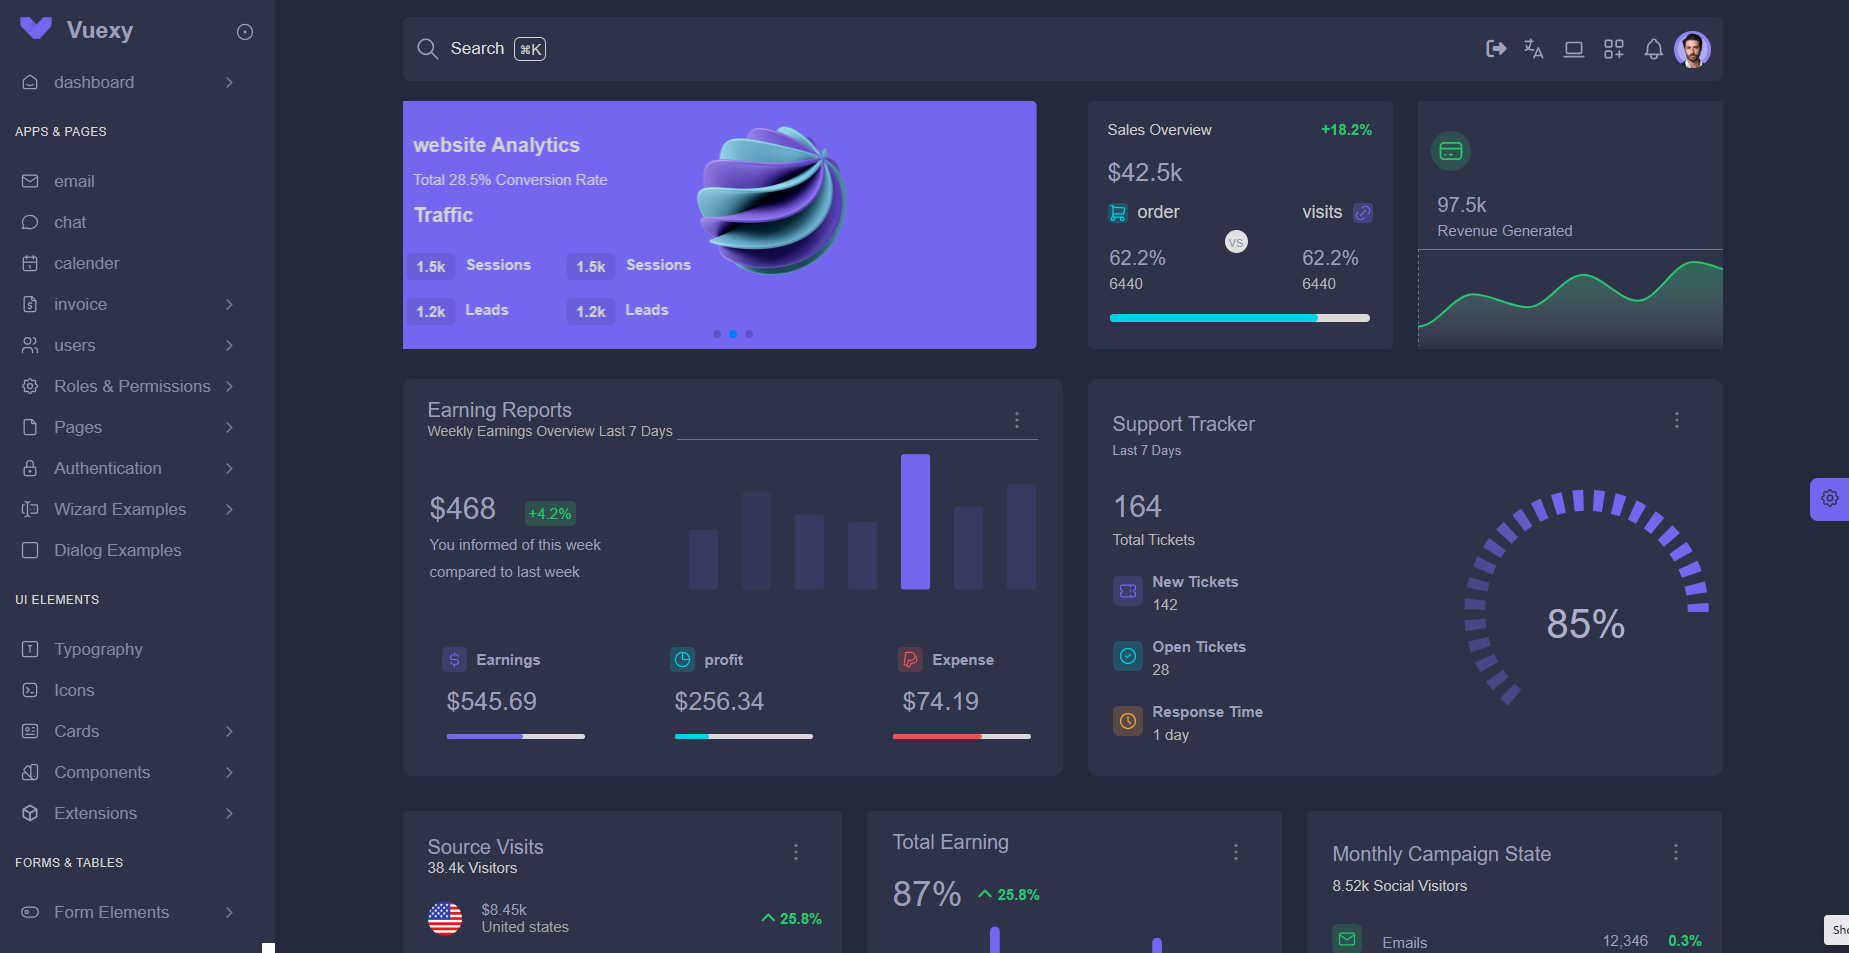 Vuexy
dashboard
APPS & PAGES
email
chat
calender
invoice
users
Roles & Permissions
Pages
Authentication
Wizard Examples
Dialog Examples
UI ELEMENTS
Typography
Icons
Cards
Components
Extensions
FORMS & TABLES
Form Elements
Search ⌘K
website Analytics
Total 28.5% Conversion Rate
Traffic
1.5k Sessions 1.5k Sessions
1.2k Leads 1.2k Leads
Sales Overview +18.2%
$42.5k
order visits
VS
62.2% 62.2%
6440 6440
97.5k
Revenue Generated
Earning Reports
Weekly Earnings Overview Last 7 Days
$468 +4.2%
You informed of this week
compared to last week
Earnings profit Expense
$545.69 $256.34 $74.19
Support Tracker
Last 7 Days
164
Total Tickets
New Tickets
142
Open Tickets
28
Response Time
1 day
85%
Source Visits
38.4k Visitors
$8.45k
United states
25.8%
Total Earning
87% 25.8%
Monthly Campaign State
8.52k Social Visitors
Emails 12,346 0.3%